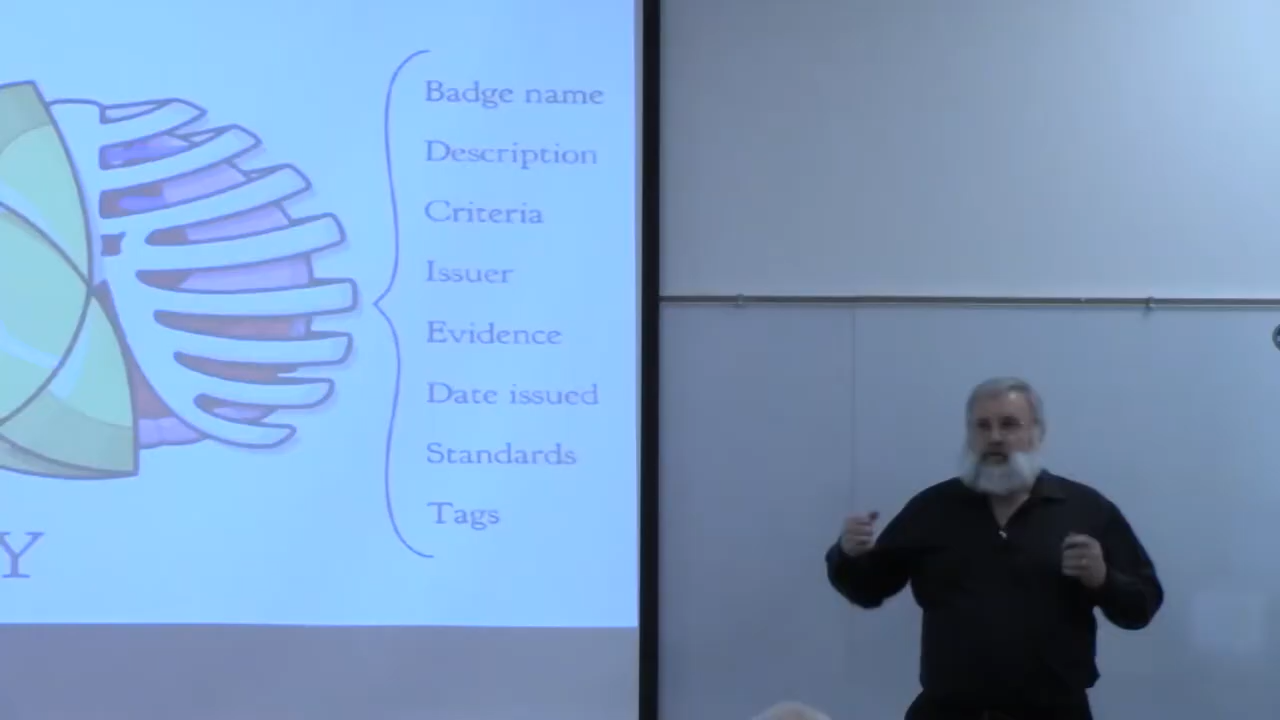 Badge name
Description
Criteria
Issuer
Evidence
Date issued
Standards
Tags
Y